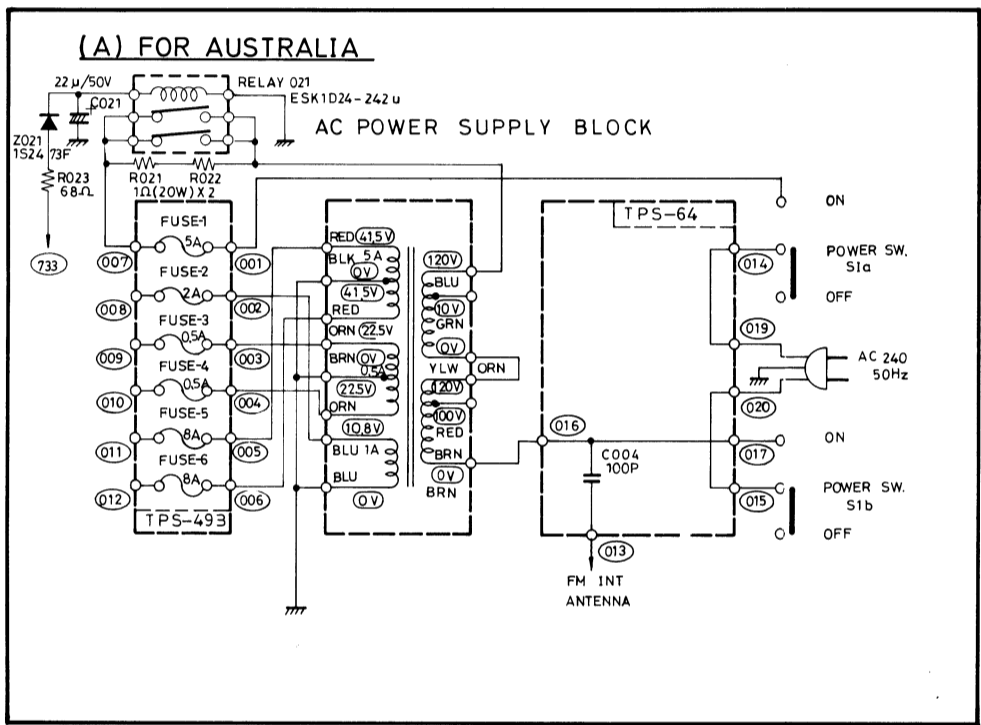 (A) FOR AUSTRALIA
22μ/50V
RELAY 021
ESK1D24-242u
C021
+
AC POWER SUPPLY BLOCK
Z021
1S2473F
R023
68Ω
R021 R022
1Ω(20W)X2
733
TPS-64
ON
FUSE-1
5A
007
001
FUSE-2
2A
008
002
FUSE-3
0.5A
009
003
FUSE-4
0.5A
010
004
FUSE-5
8A
011
005
FUSE-6
8A
012
006
TPS-493
RED 41,5V
BLK 5A
0V
41,5V
RED
ORN 22.5V
BRN 0V
0.5A
22.5V
ORN
10,8V
BLU 1A
BLU
0V
120V
BLU
10V
GRN
0V
YLW ORN
120V
100V
RED
BRN
0V
BRN
014
POWER SW.
S1a
OFF
019
AC 240
50Hz
020
016
C004
100P
017
ON
015
POWER SW.
S1b
OFF
013
FM INT
ANTENNA